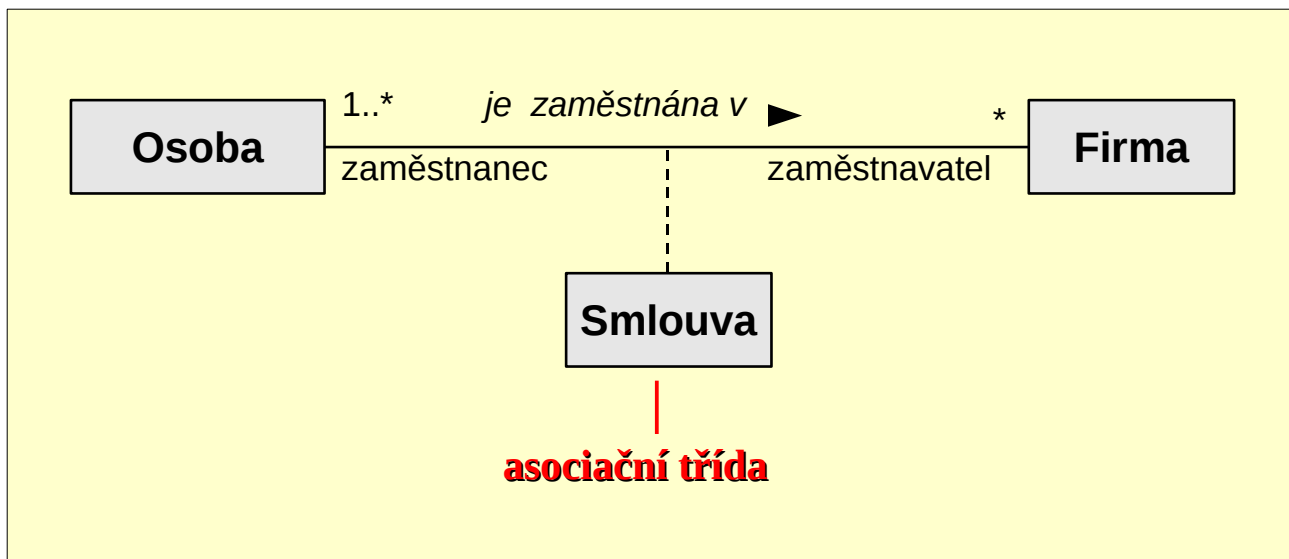 1..* je zaměstnána v
*
Osoba
Firma
zaměstnanec
zaměstnavatel
Smlouva
asociační třída